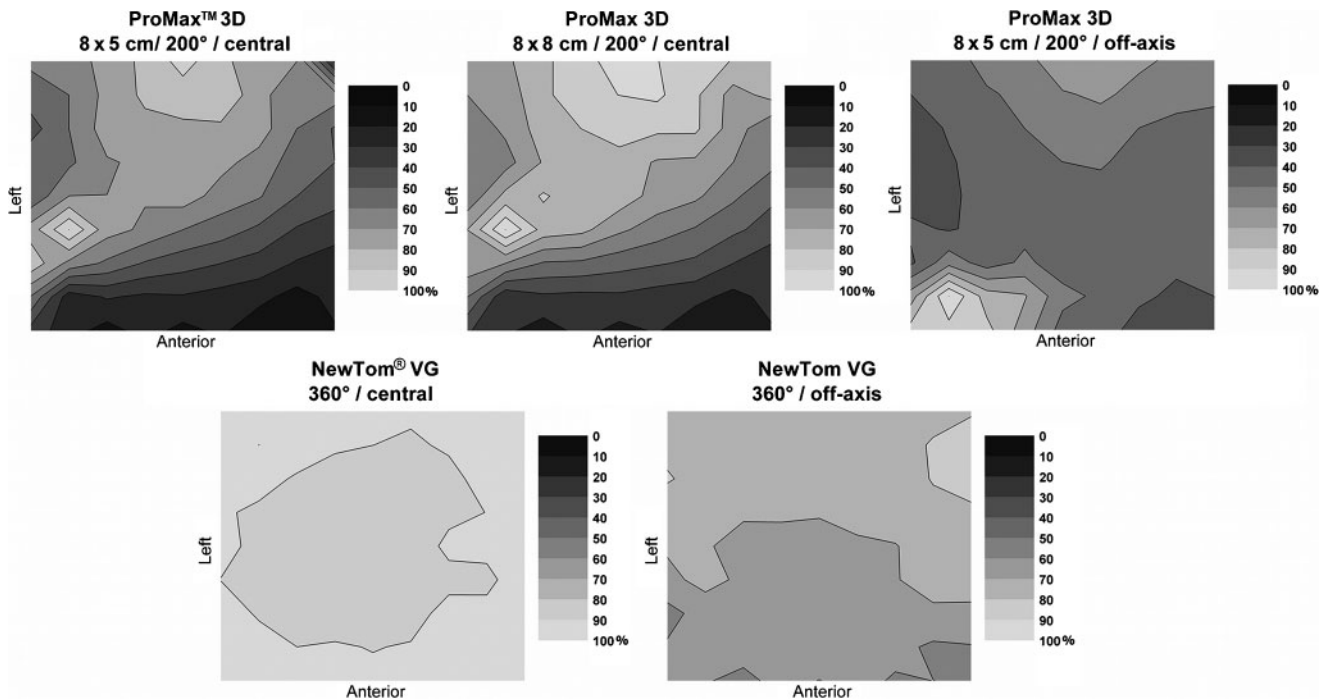 ProMax™ 3D
8 x 5 cm/ 200° / central
Left
Anterior
0
10
20
30
40
50
60
70
80
90
100%
ProMax 3D
8 x 8 cm/ 200° / central
Left
Anterior
0
10
20
30
40
50
60
70
80
90
100%
ProMax 3D
8 x 5 cm/ 200° / off-axis
Left
Anterior
0
10
20
30
40
50
60
70
80
90
100%
NewTom® VG
360° / central
Left
Anterior
0
10
20
30
40
50
60
70
80
90
100%
NewTom VG
360° / off-axis
Left
Anterior
0
10
20
30
40
50
60
70
80
90
100%